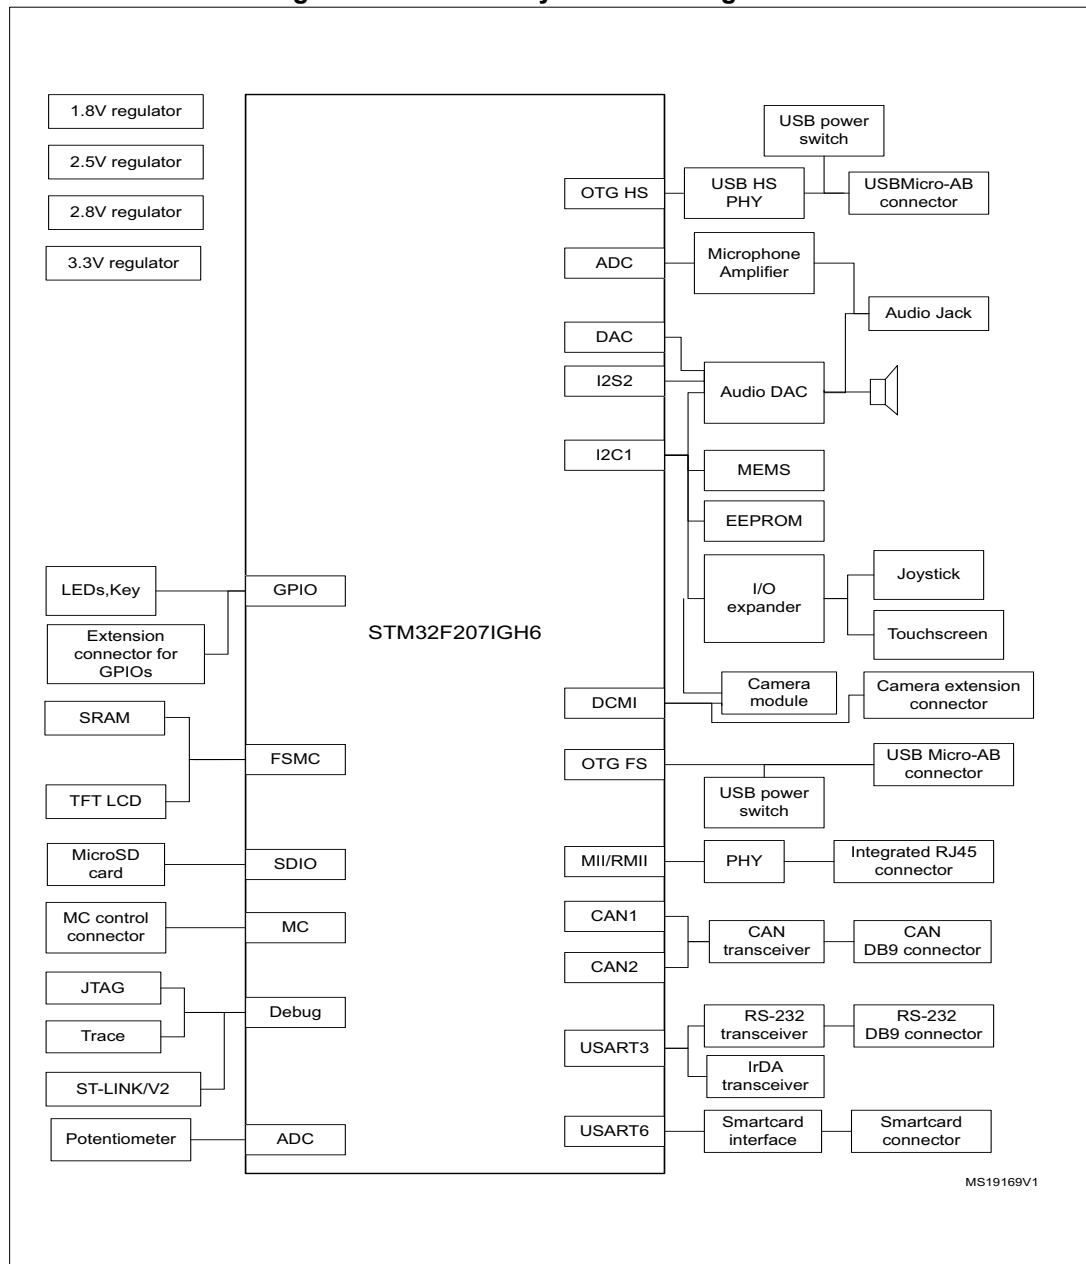 1.8V regulator
2.5V regulator
2.8V regulator
3.3V regulator
LEDs,Key
Extension
connector for
GPIOs
SRAM
TFT LCD
MicroSD
card
MC control
connector
JTAG
Trace
ST-LINK/V2
Potentiometer
GPIO
FSMC
SDIO
MC
Debug
ADC
STM32F207IGH6
OTG HS
ADC
DAC
I2S2
I2C1
DCMI
OTG FS
MII/RMII
CAN1
CAN2
USART3
USART6
USB power
switch
USB HS
PHY
USBMicro-AB
connector
Microphone
Amplifier
Audio Jack
Audio DAC
MEMS
EEPROM
I/O
expander
Joystick
Touchscreen
Camera
module
Camera extension
connector
USB Micro-AB
connector
USB power
switch
PHY
Integrated RJ45
connector
CAN
transceiver
CAN
DB9 connector
RS-232
transceiver
RS-232
DB9 connector
IrDA
transceiver
Smartcard
interface
Smartcard
connector
MS19169V1